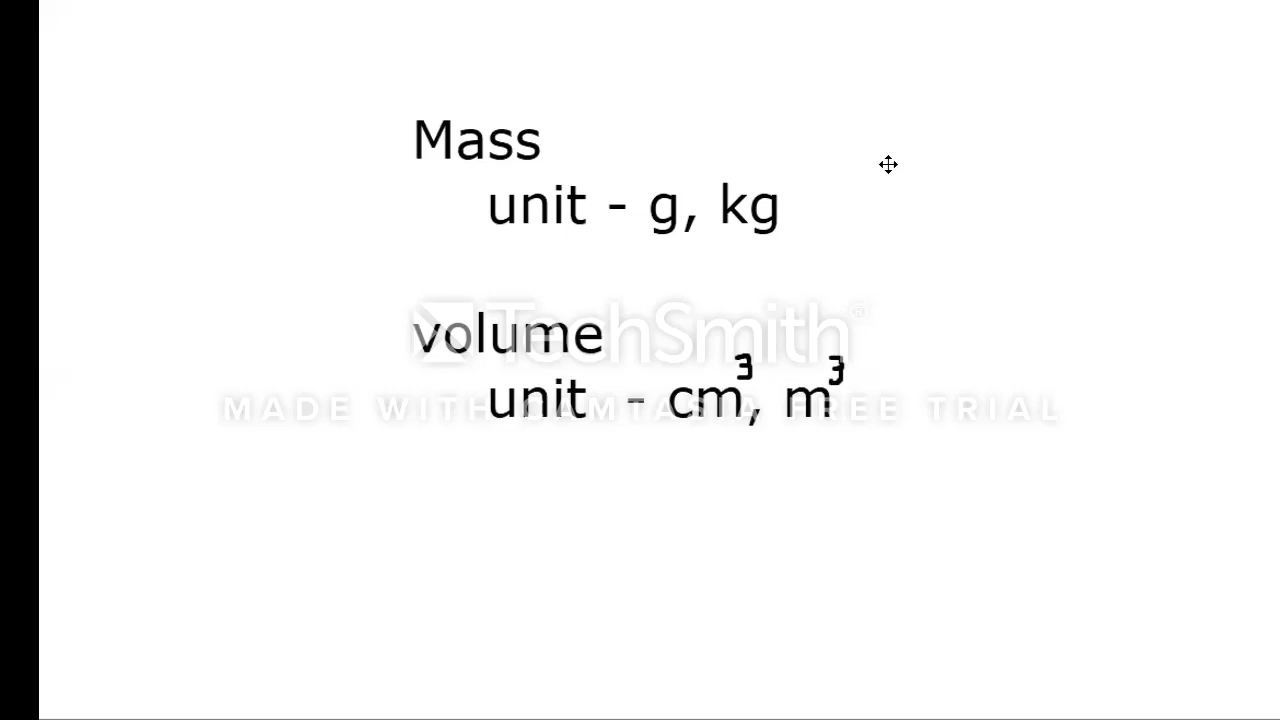 Mass
unit - g, kg
TechSmith®
volume
unit - cm³, m³
MADE WITH CAMTASIA FREE TRIAL